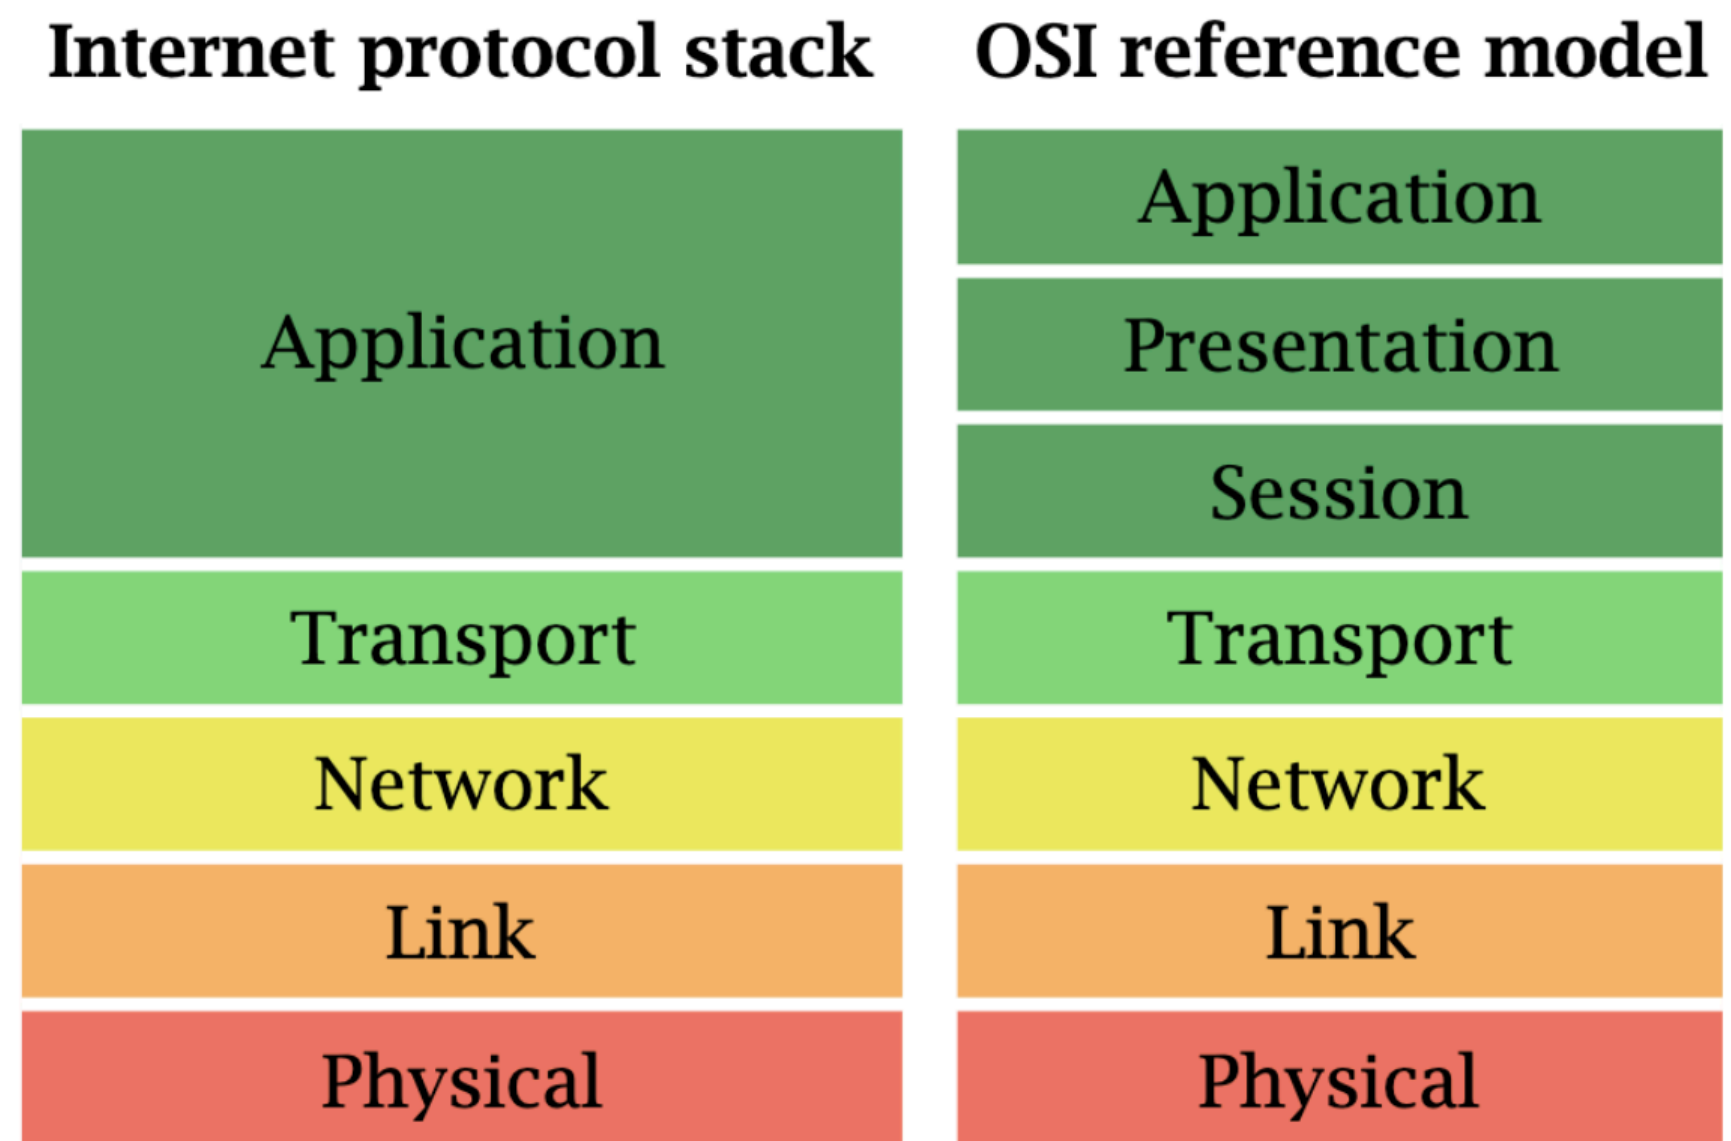 Internet protocol stack
Application
Transport
Network
Link
Physical
OSI reference model
Application
Presentation
Session
Transport
Network
Link
Physical